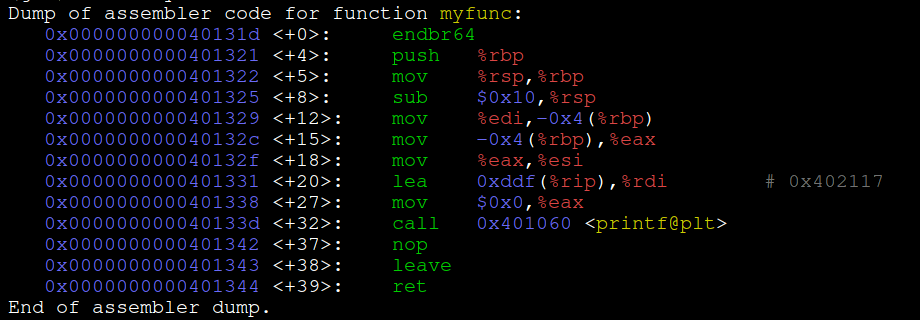 Dump of assembler code for function myfunc:
   0x000000000040131d <+0>:     endbr64
   0x0000000000401321 <+4>:     push   %rbp
   0x0000000000401322 <+5>:     mov    %rsp,%rbp
   0x0000000000401325 <+8>:     sub    $0x10,%rsp
   0x0000000000401329 <+12>:    mov    %edi,-0x4(%rbp)
   0x000000000040132c <+15>:    mov    -0x4(%rbp),%eax
   0x000000000040132f <+18>:    mov    %eax,%esi
   0x0000000000401331 <+20>:    lea    0xddf(%rip),%rdi        # 0x402117
   0x0000000000401338 <+27>:    mov    $0x0,%eax
   0x000000000040133d <+32>:    call   0x401060 <printf@plt>
   0x0000000000401342 <+37>:    nop
   0x0000000000401343 <+38>:    leave
   0x0000000000401344 <+39>:    ret
End of assembler dump.